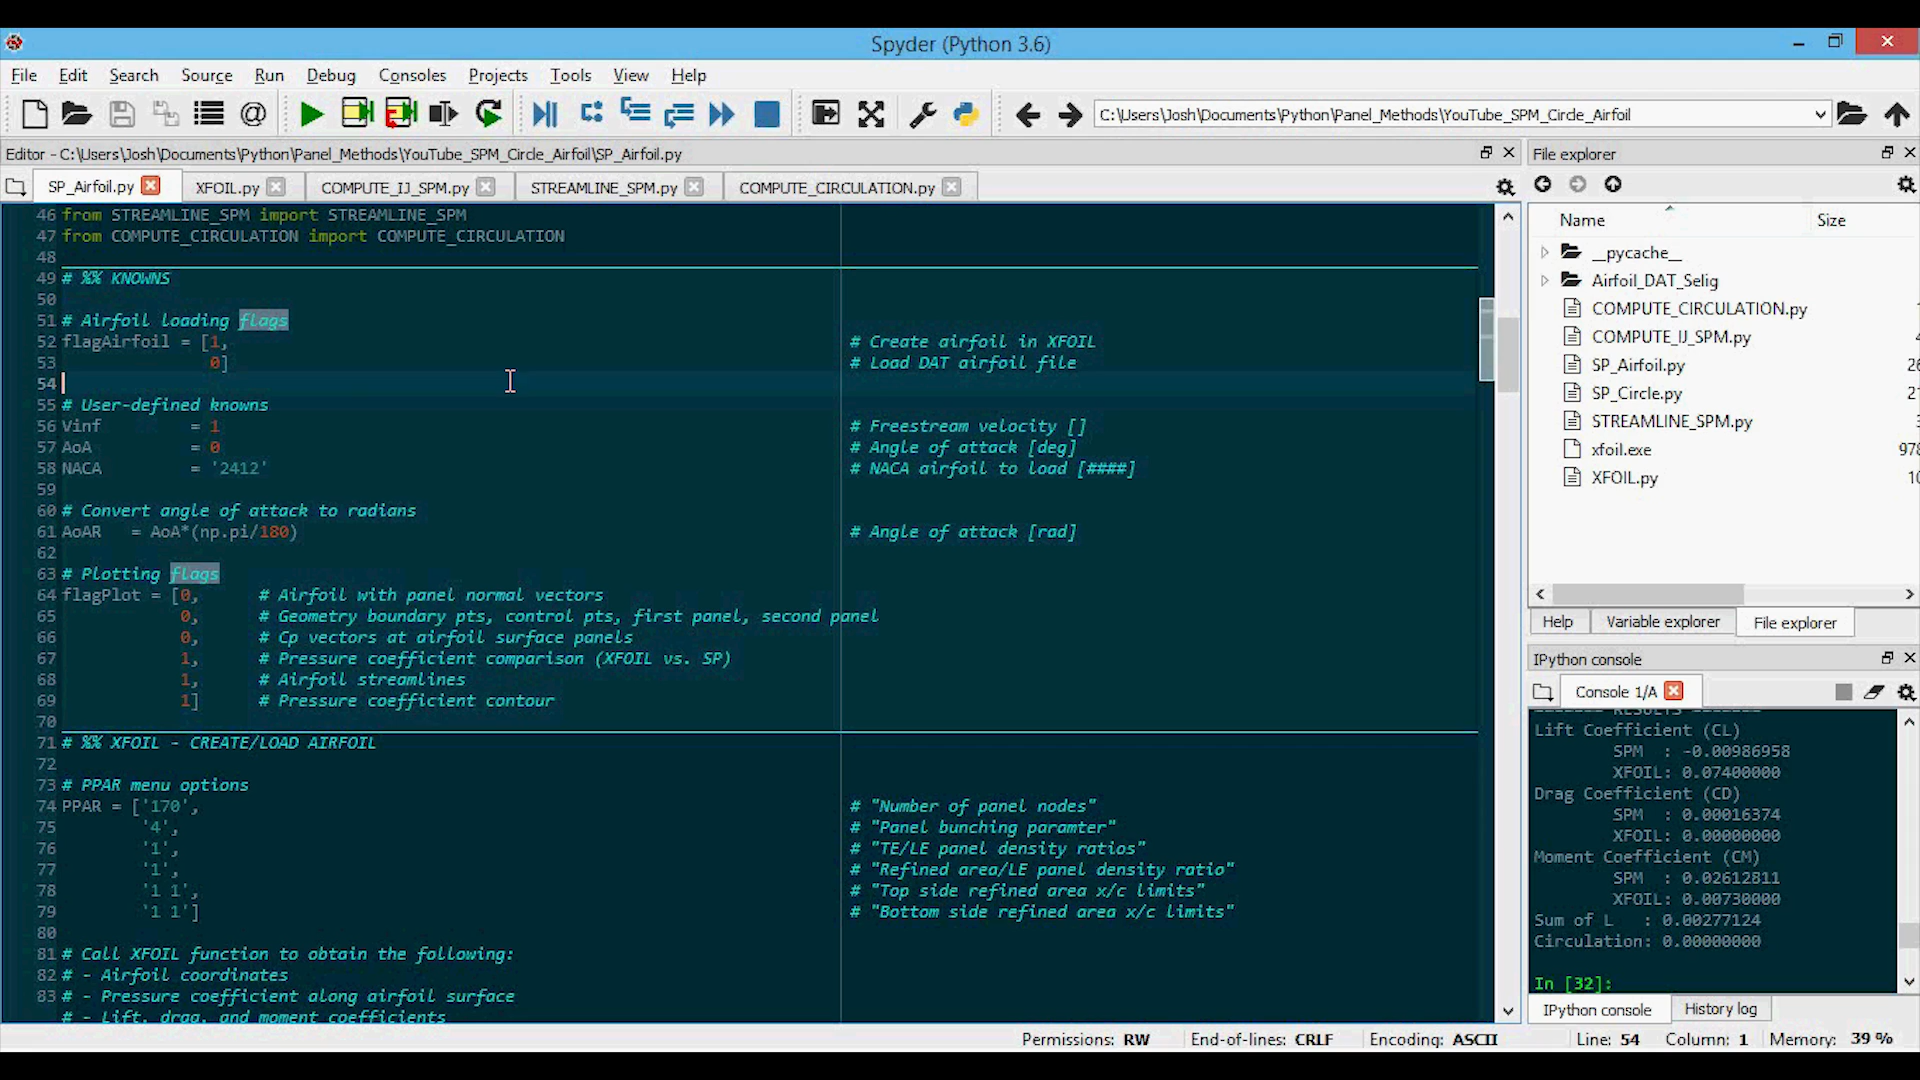 Spyder (Python 3.6)
File Edit Search Source Run Debug Consoles Projects Tools View Help
C:\Users\Josh\Documents\Python\Panel_Methods\YouTube_SPM_Circle_Airfoil
Editor - C:\Users\Josh\Documents\Python\Panel_Methods\YouTube_SPM_Circle_Airfoil\SP_Airfoil.py
SP_Airfoil.py XFOIL.py COMPUTE_IJ_SPM.py STREAMLINE_SPM.py COMPUTE_CIRCULATION.py
46 from STREAMLINE_SPM import STREAMLINE_SPM
47 from COMPUTE_CIRCULATION import COMPUTE_CIRCULATION
48
49 # %% KNOWNS
50
51 # Airfoil loading flags
52 flagAirfoil = [1, # Create airfoil in XFOIL
53 0] # Load DAT airfoil file
54
55 # User-defined knowns
56 Vinf = 1 # Freestream velocity []
57 AoA = 0 # Angle of attack [deg]
58 NACA = '2412' # NACA airfoil to load [####]
59
60 # Convert angle of attack to radians
61 AoAR = AoA*(np.pi/180) # Angle of attack [rad]
62
63 # Plotting flags
64 flagPlot = [0, # Airfoil with panel normal vectors
65 0, # Geometry boundary pts, control pts, first panel, second panel
66 0, # Cp vectors at airfoil surface panels
67 1, # Pressure coefficient comparison (XFOIL vs. SP)
68 1, # Airfoil streamlines
69 1] # Pressure coefficient contour
70
71 # %% XFOIL - CREATE/LOAD AIRFOIL
72
73 # PPAR menu options
74 PPAR = ['170', # "Number of panel nodes"
75 '4', # "Panel bunching paramter"
76 '1', # "TE/LE panel density ratios"
77 '1', # "Refined area/LE panel density ratio"
78 '1 1', # "Top side refined area x/c limits"
79 '1 1'] # "Bottom side refined area x/c limits"
80
81 # Call XFOIL function to obtain the following:
82 # - Airfoil coordinates
83 # - Pressure coefficient along airfoil surface
# - Lift, drag, and moment coefficients
File explorer
Name Size
__pycache__
Airfoil_DAT_Selig
COMPUTE_CIRCULATION.py
COMPUTE_IJ_SPM.py
SP_Airfoil.py
SP_Circle.py
STREAMLINE_SPM.py
xfoil.exe
XFOIL.py
Help Variable explorer File explorer
IPython console
Console 1/A
======= RESULTS =======
Lift Coefficient (CL)
SPM : -0.00986958
XFOIL: 0.07400000
Drag Coefficient (CD)
SPM : 0.00016374
XFOIL: 0.00000000
Moment Coefficient (CM)
SPM : 0.02612811
XFOIL: 0.00730000
Sum of L : 0.00277124
Circulation: 0.00000000
In [32]:
IPython console History log
Permissions: RW End-of-lines: CRLF Encoding: ASCII Line: 54 Column: 1 Memory: 39 %